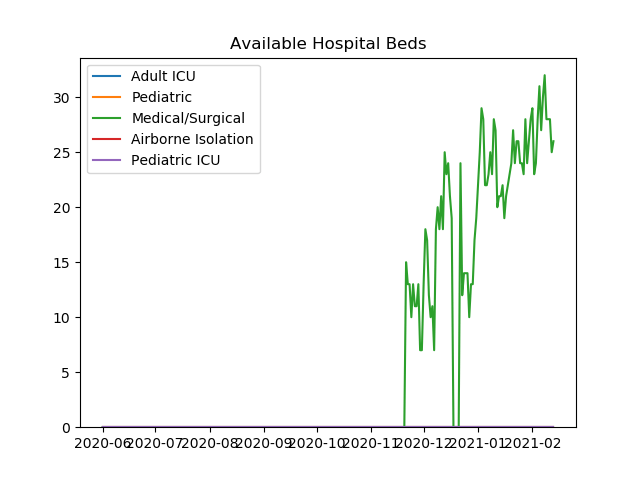 Available Hospital Beds
Adult ICU
Pediatric
Medical/Surgical
Airborne Isolation
Pediatric ICU
30
25
20
15
10
5
0
2020-06 2020-07 2020-08 2020-09 2020-10 2020-11 2020-12 2021-01 2021-02